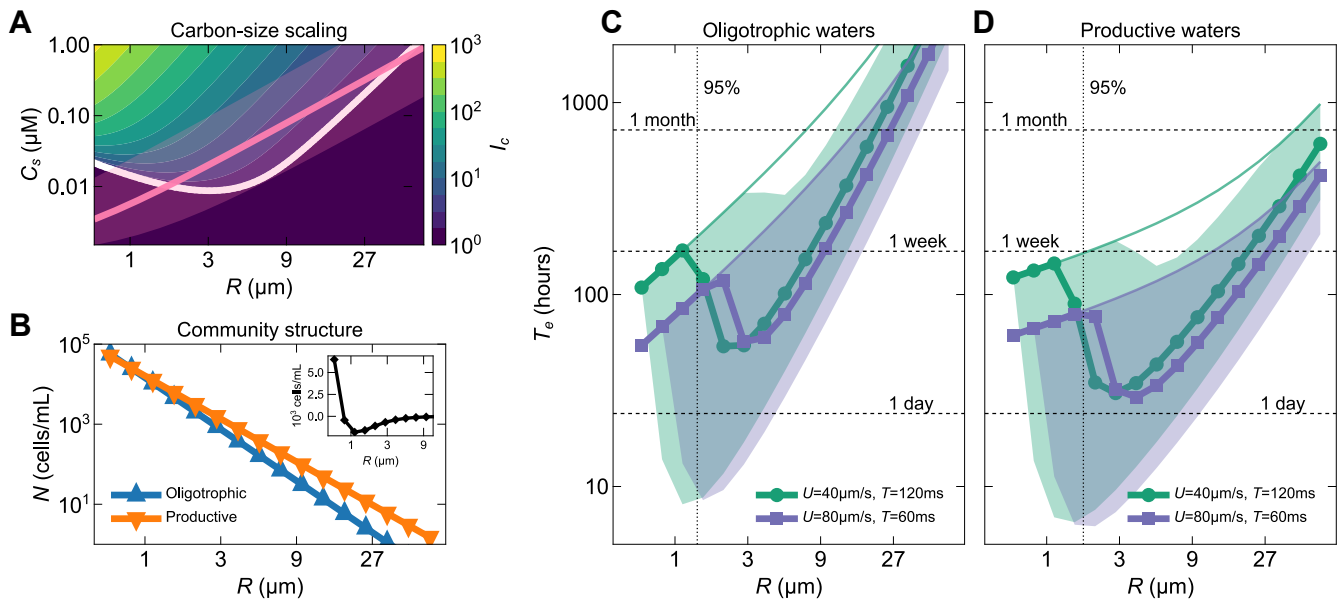 A
Carbon-size scaling
1.00
0.10
0.01
C_s (μM)
1
3
9
27
R (μm)
10^3
10^2
10^1
10^0
I_c
B
Community structure
10^5
10^3
10^1
N (cells/mL)
Oligotrophic
Productive
1
3
9
27
R (μm)
5.0
2.5
0.0
10^3 cells/mL
1
3
9
R (μm)
C
Oligotrophic waters
95%
1000
1 month
1 week
100
1 day
10
T_e (hours)
U=40μm/s, T=120ms
U=80μm/s, T=60ms
1
3
9
27
R (μm)
D
Productive waters
95%
1 month
1 week
1 day
U=40μm/s, T=120ms
U=80μm/s, T=60ms
1
3
9
27
R (μm)